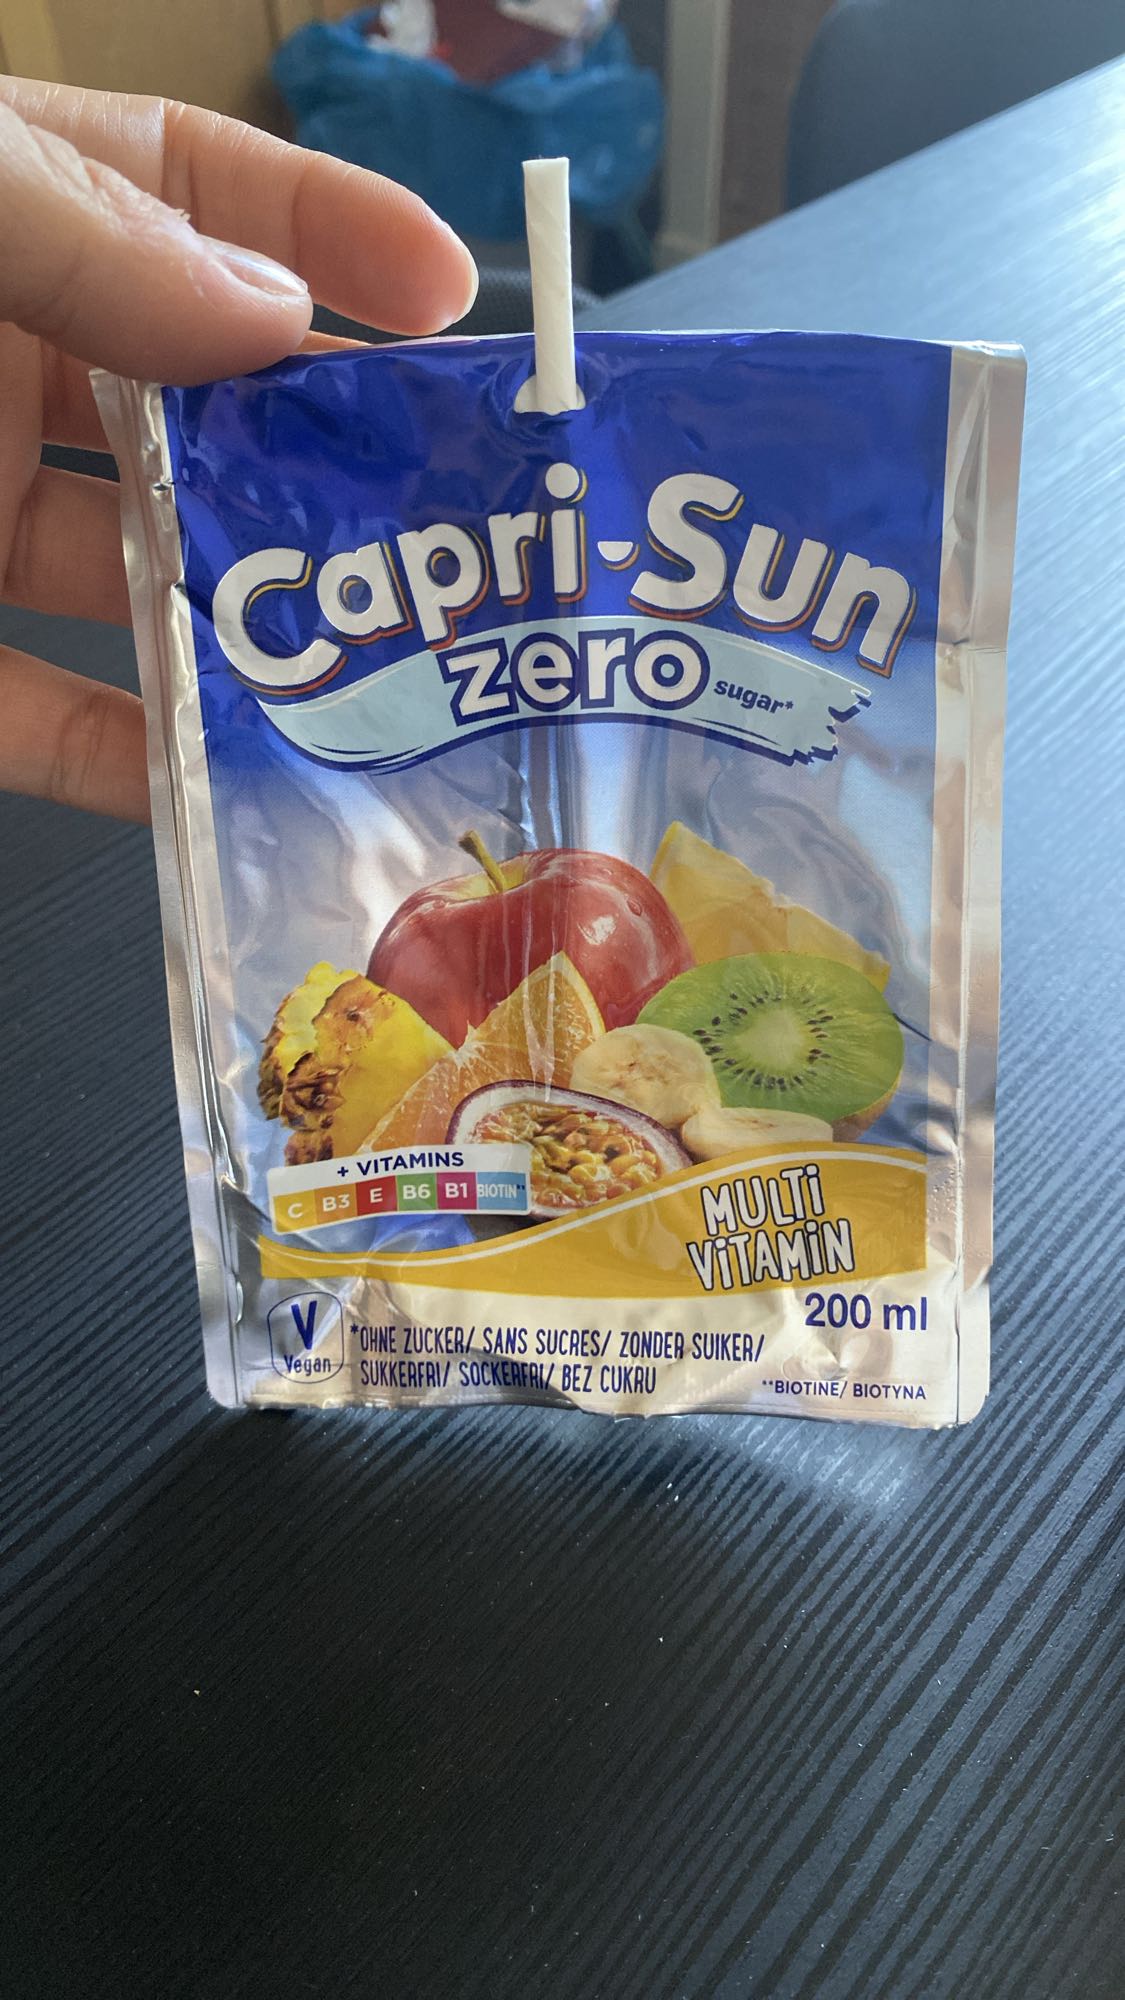 Capri-Sun
zero sugar*
+ VITAMINS
C B3 E B6 B1 BIOTIN**
MULTI
VITAMIN
200 ml
V
Vegan
*OHNE ZUCKER/ SANS SUCRES/ ZONDER SUIKER/
SUKKERFRI/ SOCKERFRI/ BEZ CUKRU
**BIOTINE/ BIOTYNA